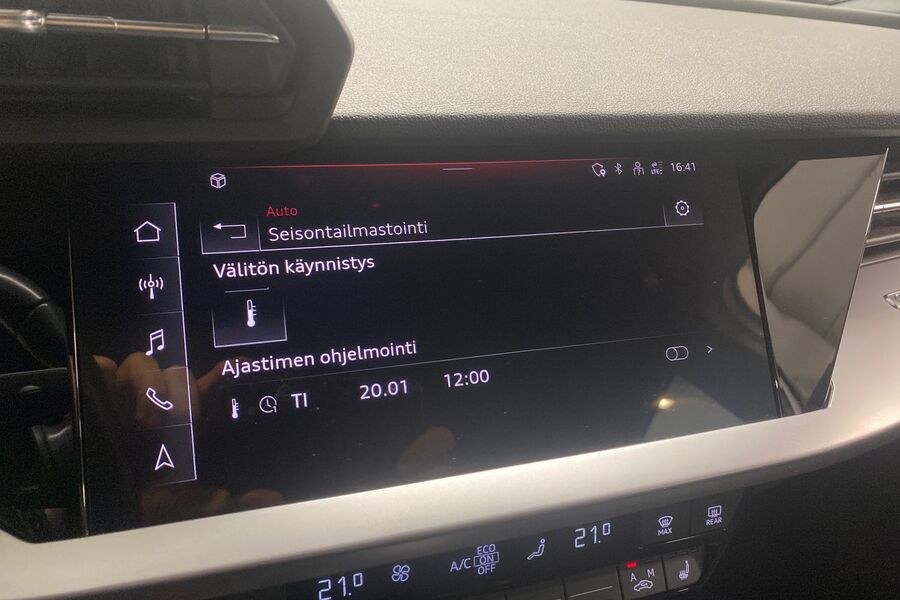 LTE 16:41
Auto
Seisontailmastointi
Välitön käynnistys
Ajastimen ohjelmointi
TI 20.01 12:00
21.0 A/C ECO ON OFF 21.0 MAX REAR
A M